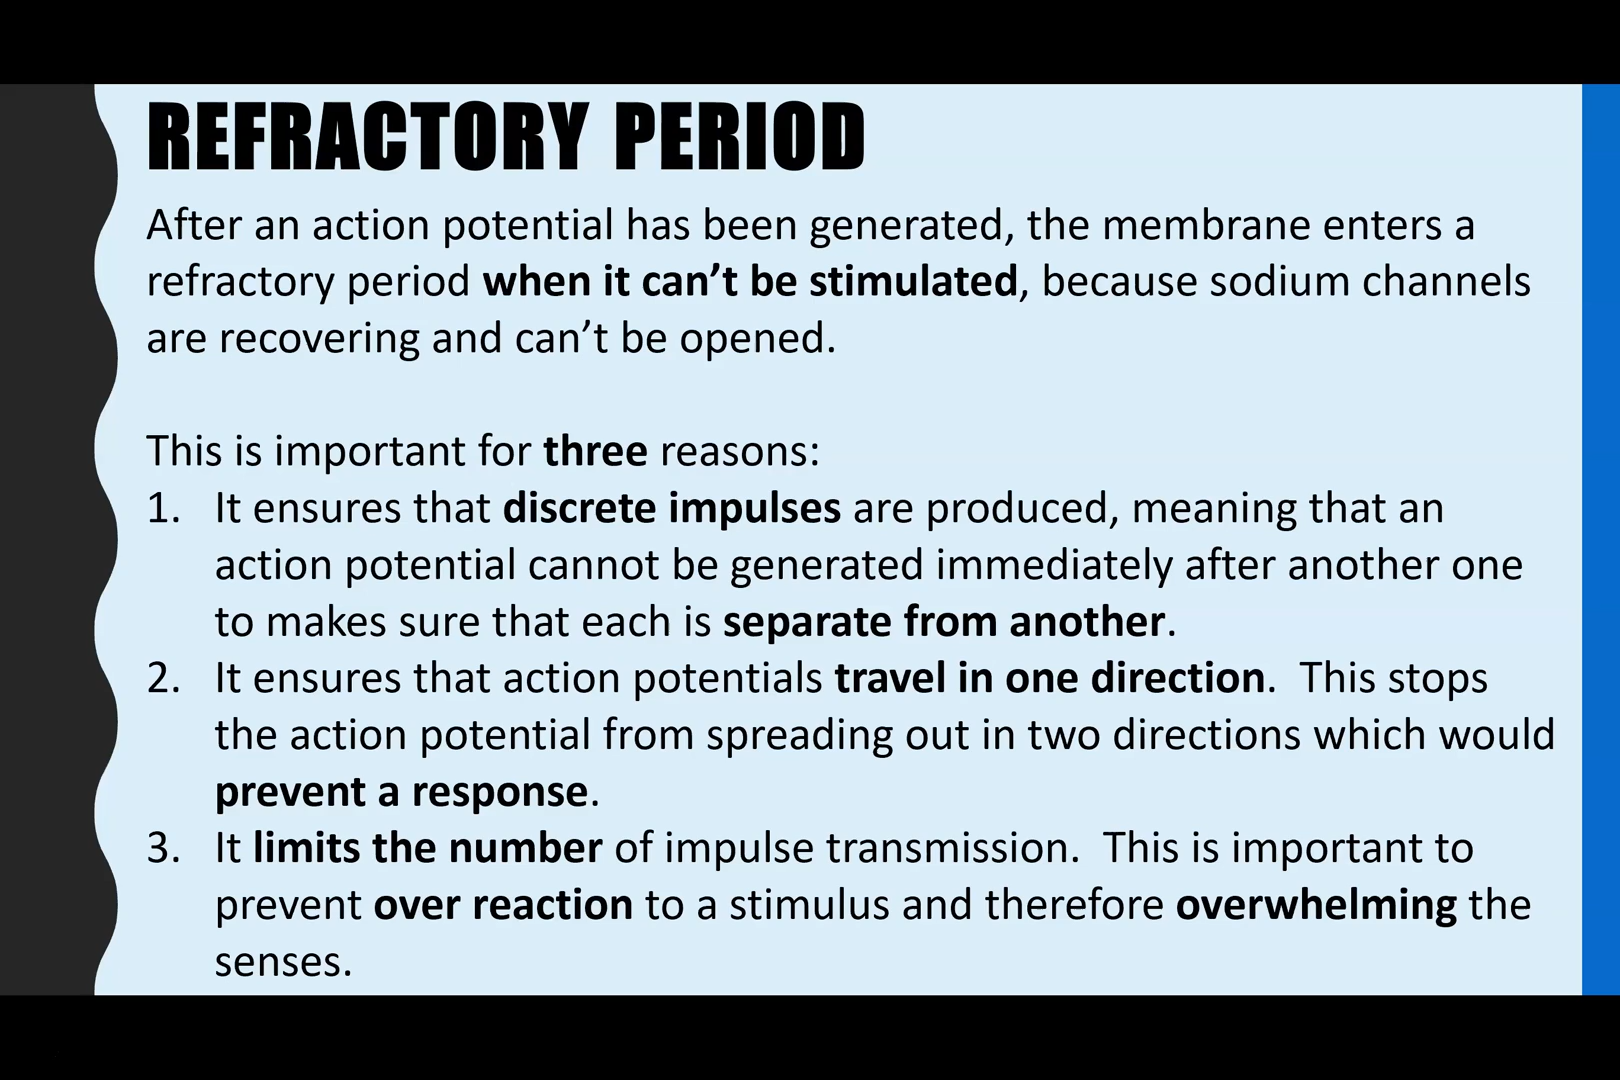 REFRACTORY PERIOD
After an action potential has been generated, the membrane enters a
refractory period when it can’t be stimulated, because sodium channels
are recovering and can’t be opened.
This is important for three reasons:
1. It ensures that discrete impulses are produced, meaning that an
action potential cannot be generated immediately after another one
to makes sure that each is separate from another.
2. It ensures that action potentials travel in one direction.  This stops
the action potential from spreading out in two directions which would
prevent a response.
3. It limits the number of impulse transmission.  This is important to
prevent over reaction to a stimulus and therefore overwhelming the
senses.